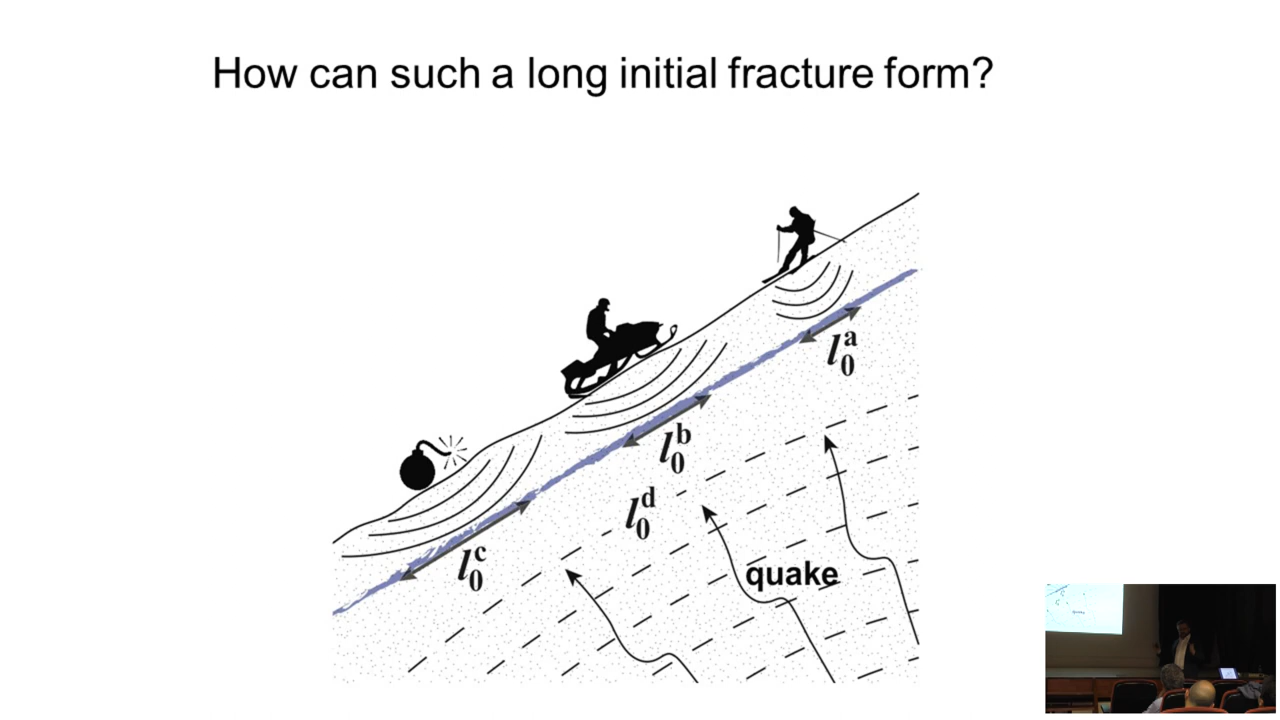 How can such a long initial fracture form?
l₀ᵃ
l₀ᵇ
l₀ᵈ
l₀ᶜ
quake